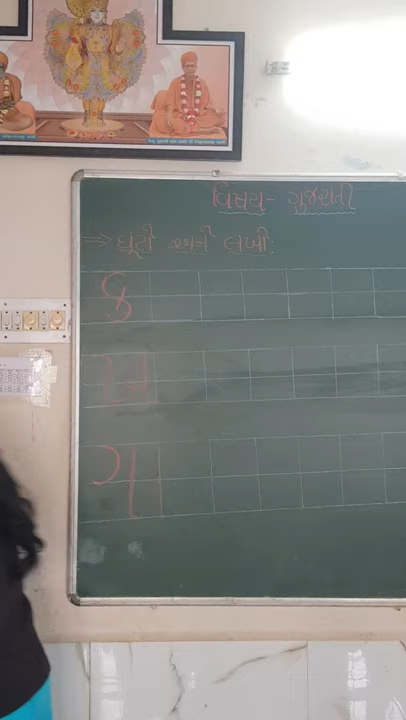 વિષય- ગુજરાતી
→ ઘૂંટો અને લખો:
ક
ખ
ગ